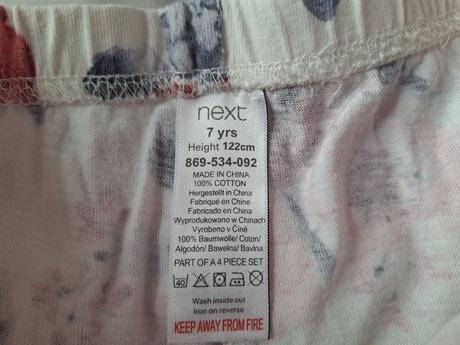 next
7 yrs
Height 122cm
869-534-092
MADE IN CHINA
100% COTTON
Hergestellt in China
Fabriqué en Chine
Fabricado en China
Wyprodukowano w Chinach
Vyrobeno v Číně
100% Baumwolle/ Coton/
Algodón/ Bawełna/ Bavlna
PART OF A 4 PIECE SET
40
Wash inside out
Iron on reverse
KEEP AWAY FROM FIRE